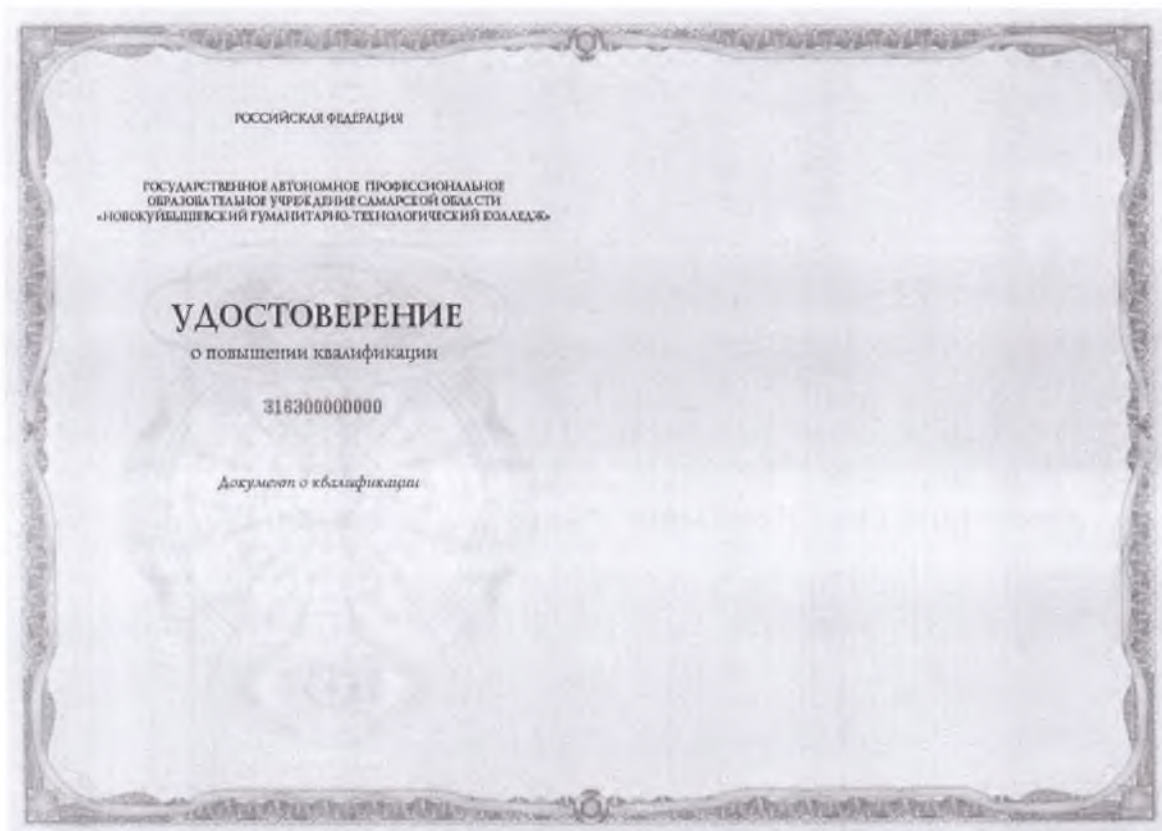 РОССИЙСКАЯ ФЕДЕРАЦИЯ
ГОСУДАРСТВЕННОЕ АВТОНОМНОЕ ПРОФЕССИОНАЛЬНОЕ
ОБРАЗОВАТЕЛЬНОЕ УЧРЕЖДЕНИЕ САМАРСКОЙ ОБЛАСТИ
«НОВОКУЙБЫШЕВСКИЙ ГУМАНИТАРНО-ТЕХНОЛОГИЧЕСКИЙ КОЛЛЕДЖ»
УДОСТОВЕРЕНИЕ
о повышении квалификации
316300000000
Документ о квалификации